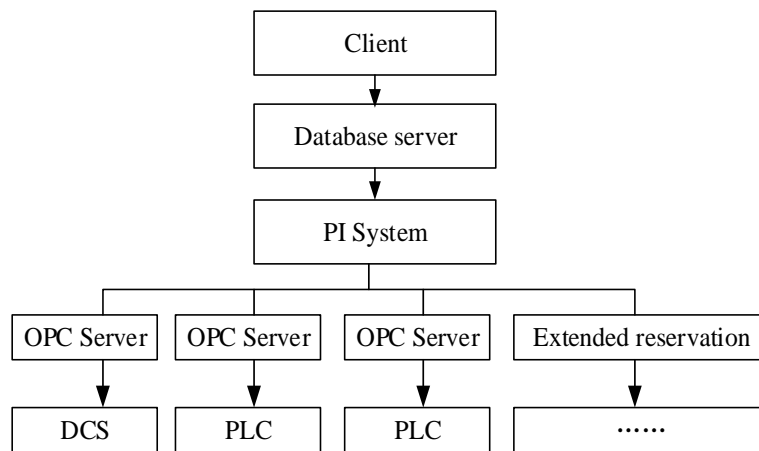 Client
Database server
PI System
OPC Server OPC Server OPC Server Extended reservation
DCS PLC PLC ……